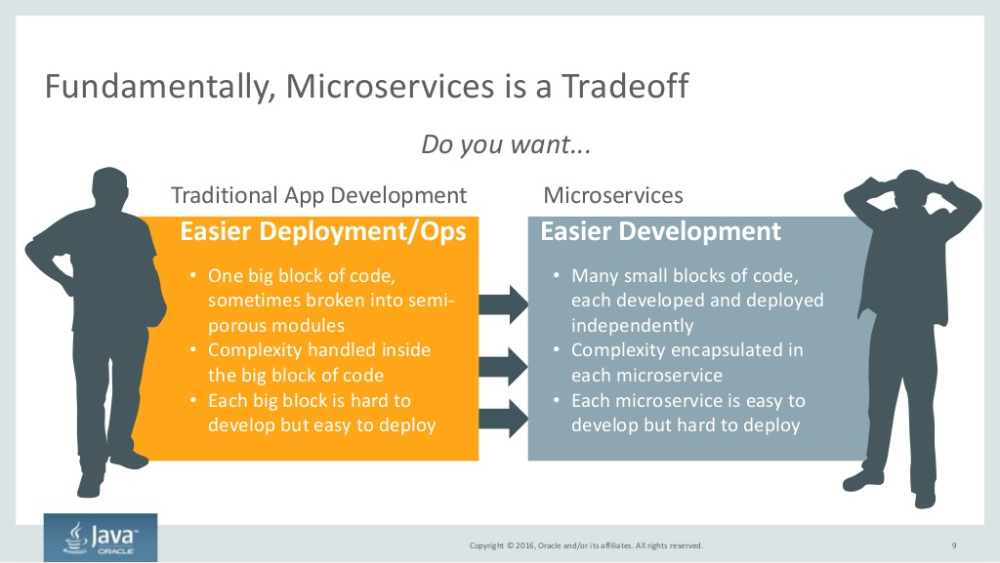 Fundamentally, Microservices is a Tradeoff
Do you want...
Traditional App Development
Easier Deployment/Ops
• One big block of code,
sometimes broken into semi-
porous modules
• Complexity handled inside
the big block of code
• Each big block is hard to
develop but easy to deploy
Microservices
Easier Development
• Many small blocks of code,
each developed and deployed
independently
• Complexity encapsulated in
each microservice
• Each microservice is easy to
develop but hard to deploy
Java™
ORACLE
Copyright © 2016, Oracle and/or its affiliates. All rights reserved.
9